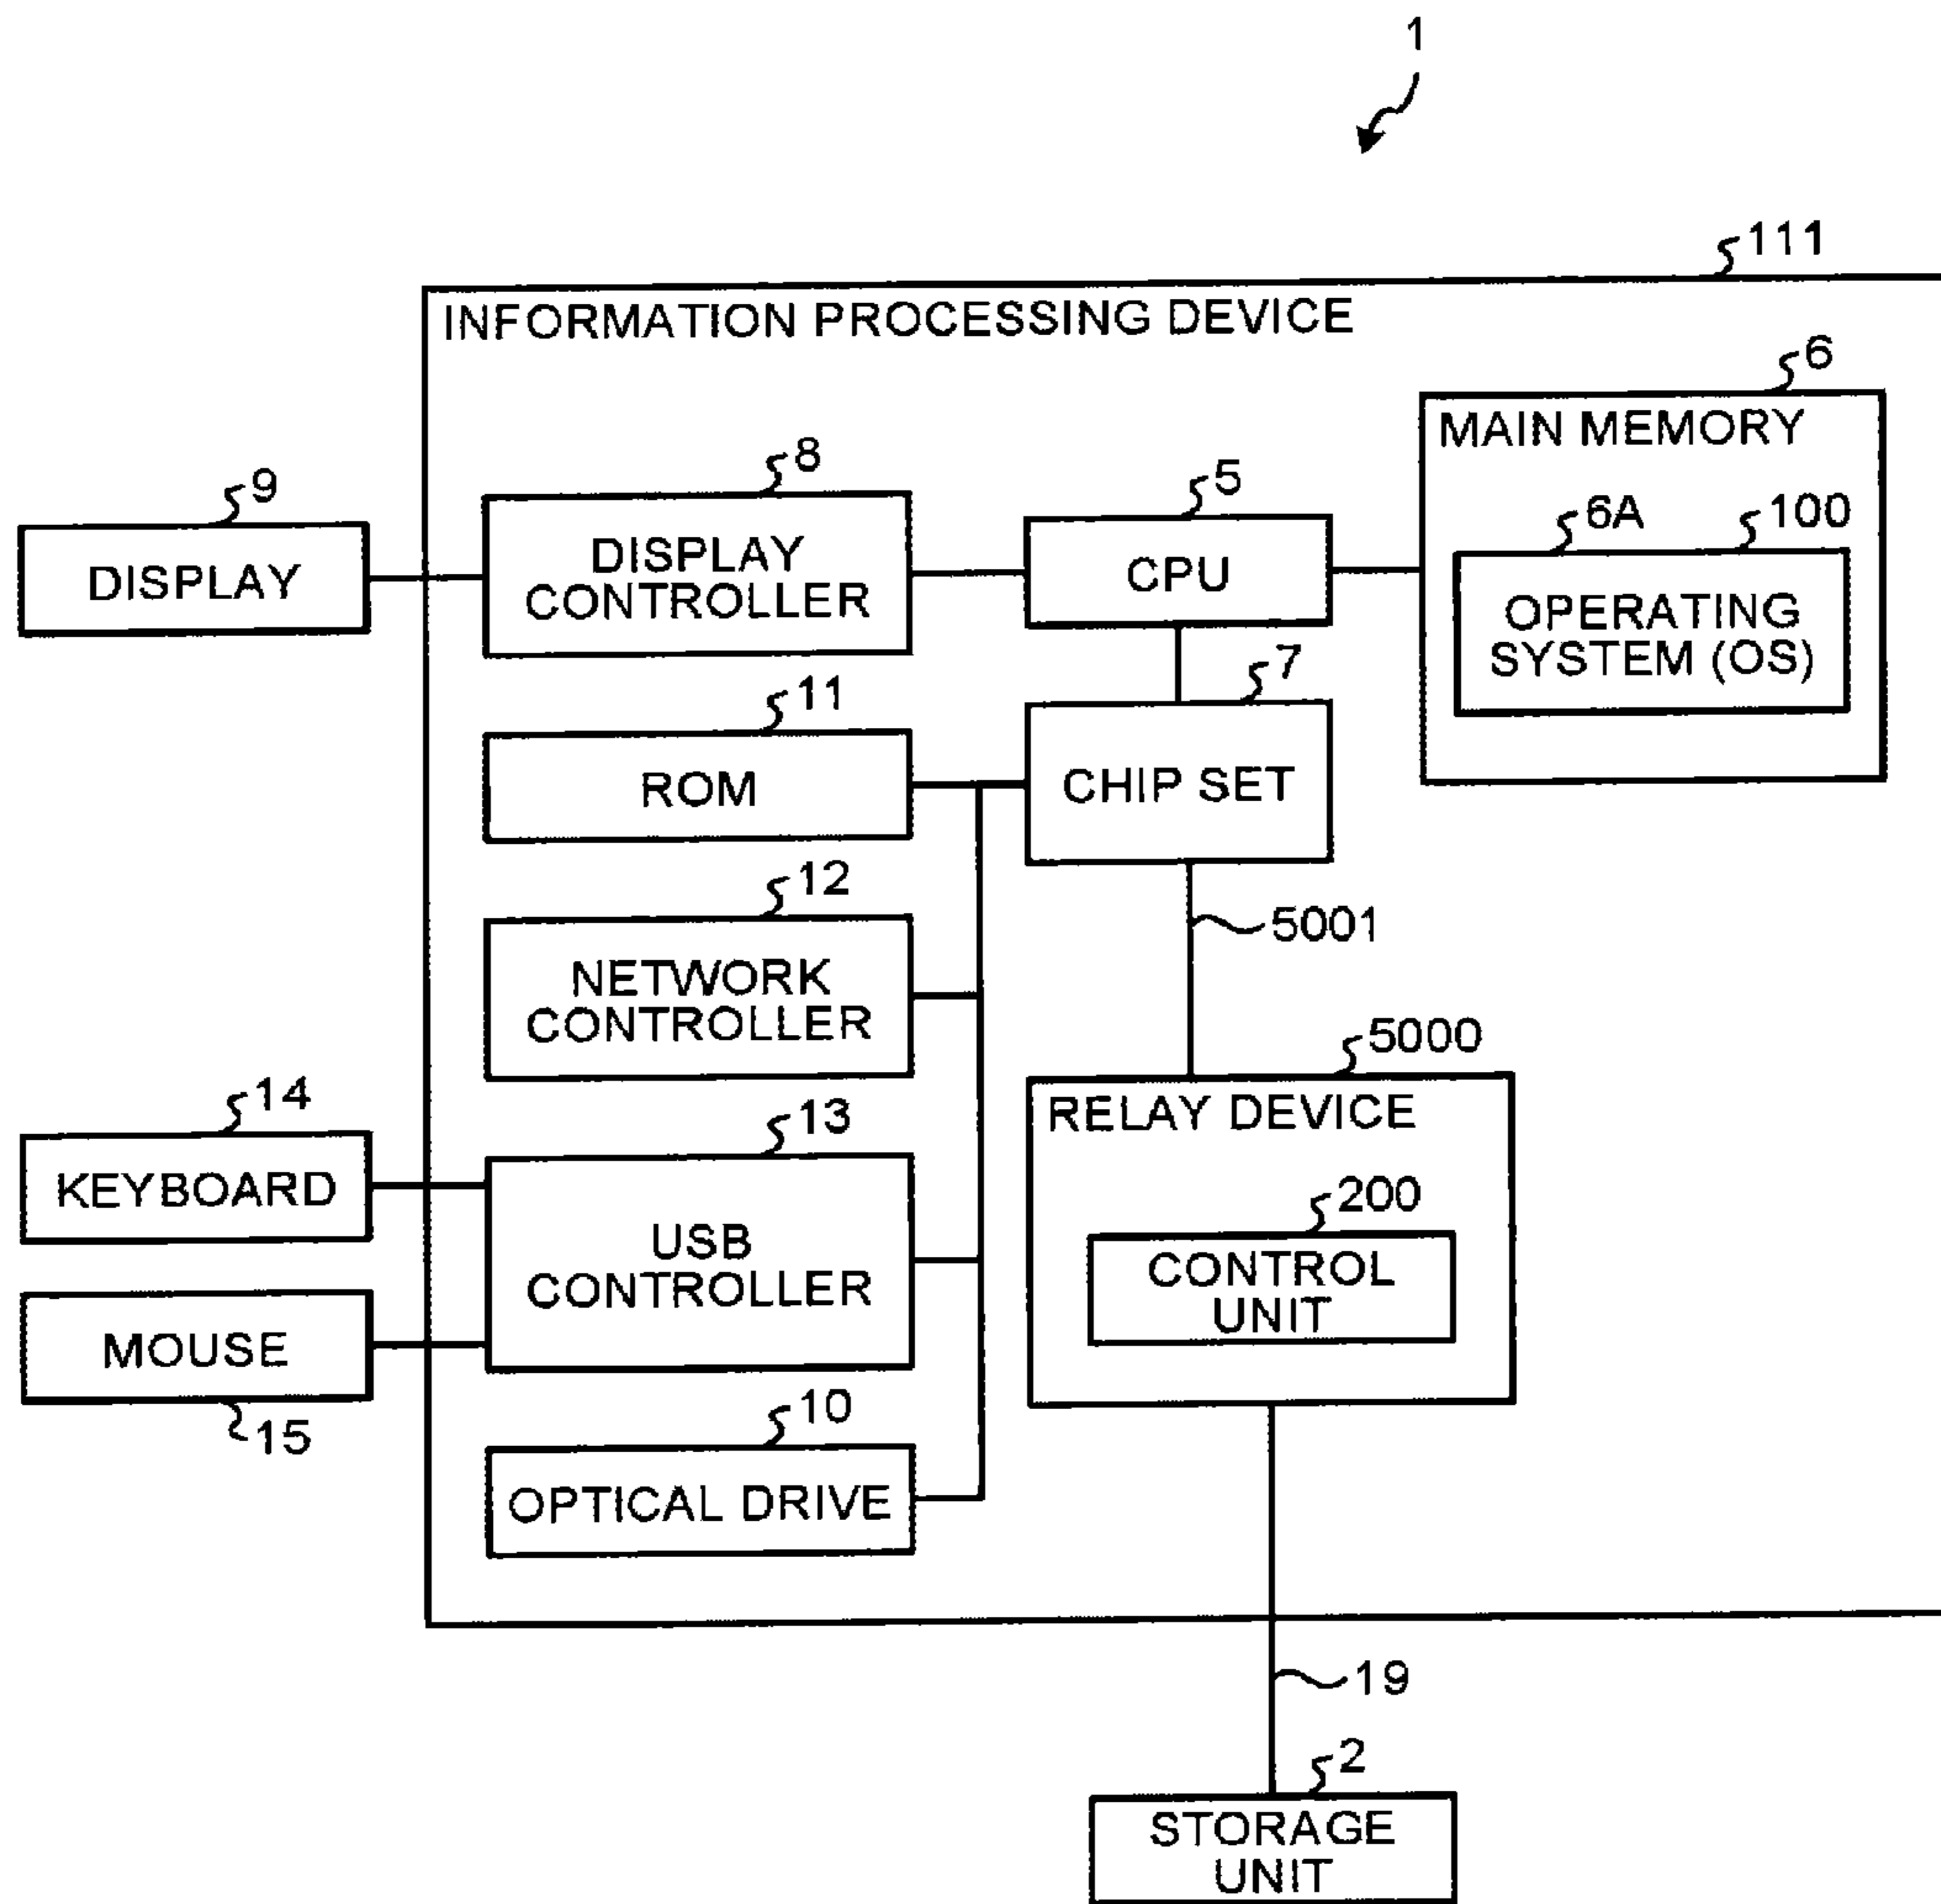 1
111
INFORMATION PROCESSING DEVICE
6
MAIN MEMORY
8
5
9
6A
100
DISPLAY
DISPLAY
CONTROLLER
CPU
OPERATING
SYSTEM (OS)
11
7
ROM
CHIP SET
12
5001
NETWORK
CONTROLLER
5000
RELAY DEVICE
14
13
KEYBOARD
200
USB
CONTROLLER
CONTROL
UNIT
MOUSE
15
10
OPTICAL DRIVE
19
2
STORAGE
UNIT